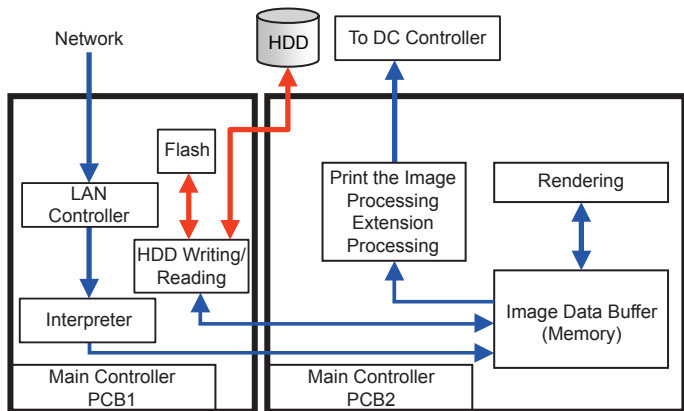 Network
HDD
To DC Controller
Flash
LAN
Controller
HDD Writing/
Reading
Interpreter
Main Controller
PCB1
Print the Image
Processing
Extension
Processing
Rendering
Image Data Buffer
(Memory)
Main Controller
PCB2